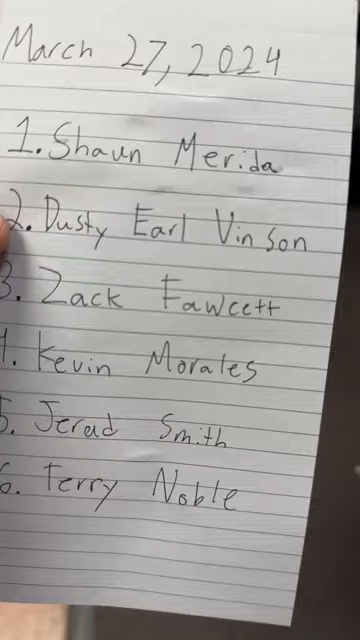 March 27, 2024
1. Shaun Merida
2. Dusty Earl Vinson
3. Zack Fawcett
4. Kevin Morales
5. Jerad Smith
6. Terry Noble